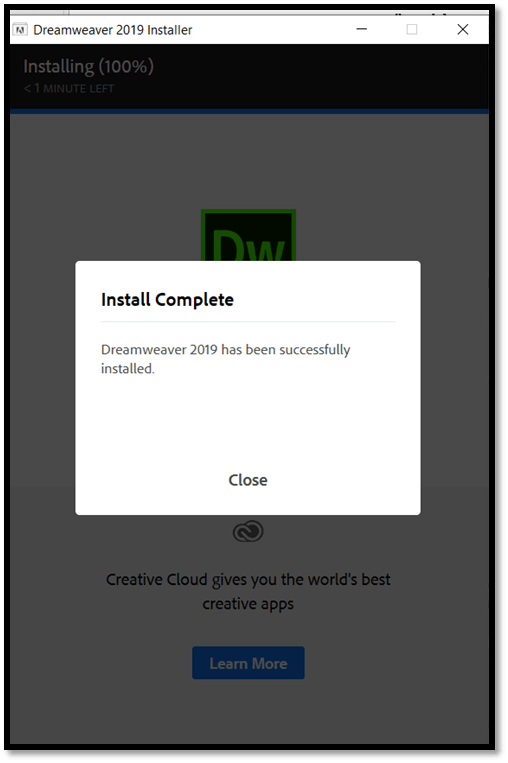 Dreamweaver 2019 Installer
Installing (100%)
< 1 MINUTE LEFT
Dw
Install Complete
Dreamweaver 2019 has been successfully
installed.
Close
Creative Cloud gives you the world's best
creative apps
Learn More